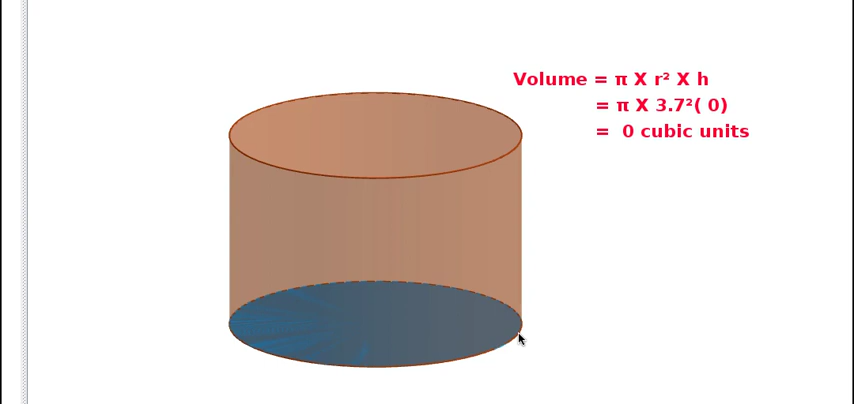 Volume = π X r² X h
= π X 3.7²( 0)
= 0 cubic units